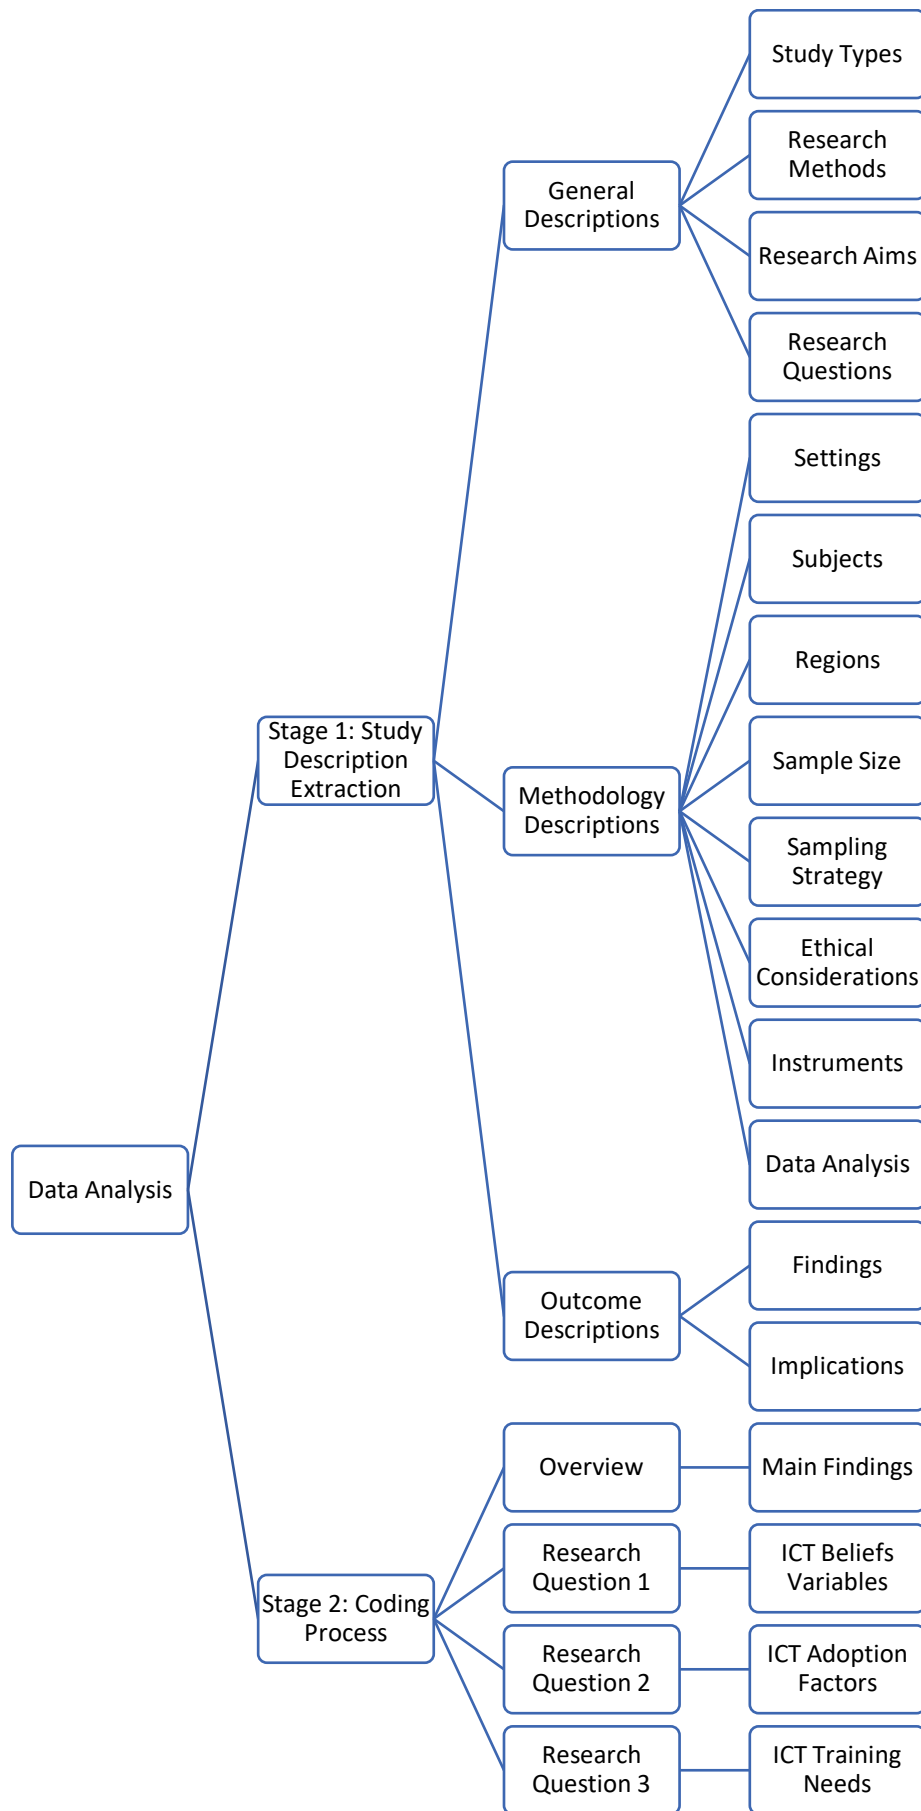 Study Types
Research
Methods
General
Descriptions
Research Aims
Research
Questions
Settings
Subjects
Regions
Stage 1: Study
Description
Extraction
Sample Size
Methodology
Descriptions
Sampling
Strategy
Ethical
Considerations
Instruments
Data Analysis
Data Analysis
Findings
Outcome
Descriptions
Implications
Overview
Main Findings
Research
Question 1
ICT Beliefs
Variables
Stage 2: Coding
Process
Research
Question 2
ICT Adoption
Factors
Research
Question 3
ICT Training
Needs